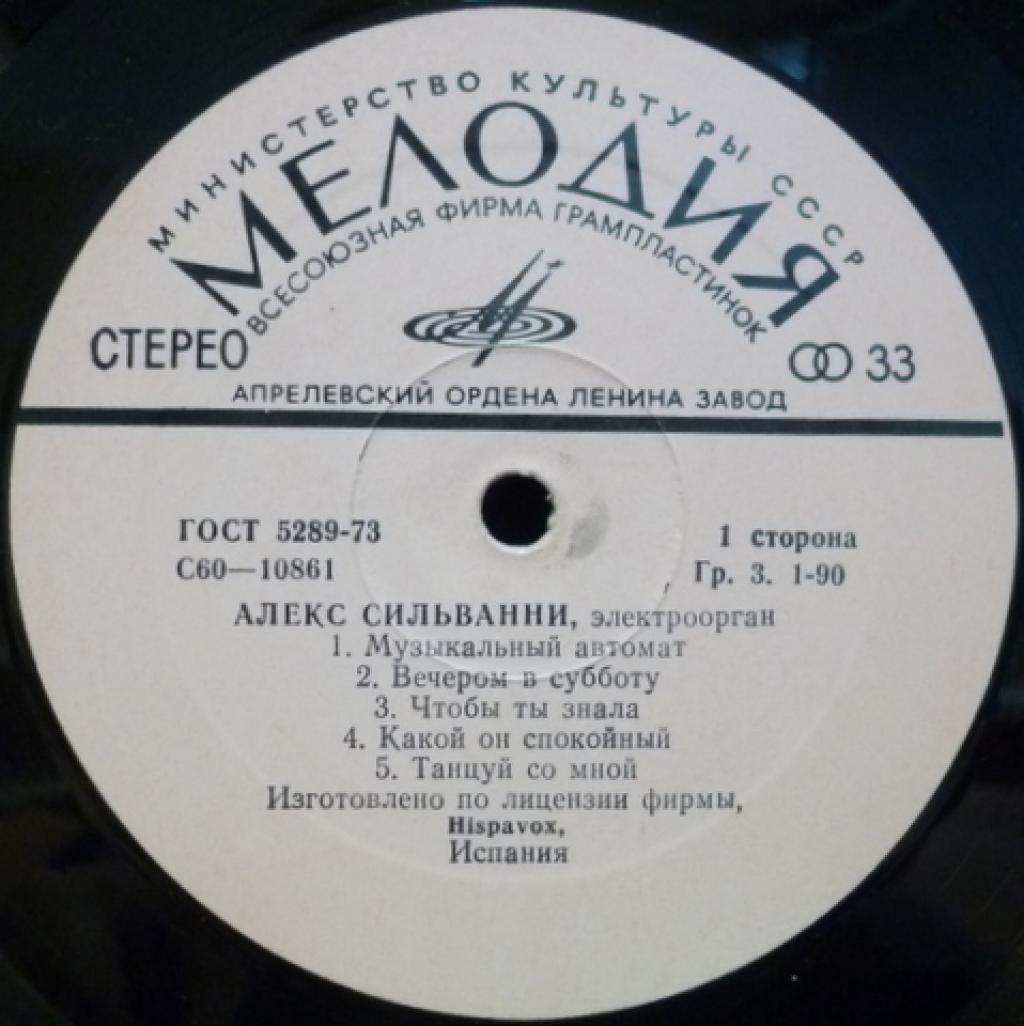 МИНИСТЕРСТВО КУЛЬТУРЫ СССР
МЕЛОДИЯ
ВСЕСОЮЗНАЯ ФИРМА ГРАМПЛАСТИНОК
СТЕРЕО
33
АПРЕЛЕВСКИЙ ОРДЕНА ЛЕНИНА ЗАВОД
ГОСТ 5289-73
1 сторона
С60—10861
Гр. 3. 1-90
АЛЕКС СИЛЬВАННИ, электроорган
1. Музыкальный автомат
2. Вечером в субботу
3. Чтобы ты знала
4. Какой он спокойный
5. Танцуй со мной
Изготовлено по лицензии фирмы,
Hispavox,
Испания